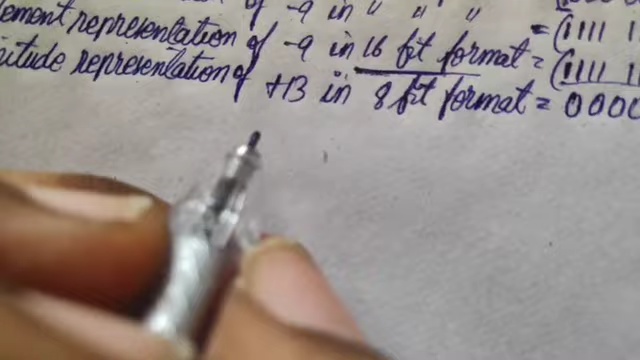 of -9 in " " "
ement representation of -9 in 16 bit format = (1111 1
itude representation of +13 in 8 bit format = 000